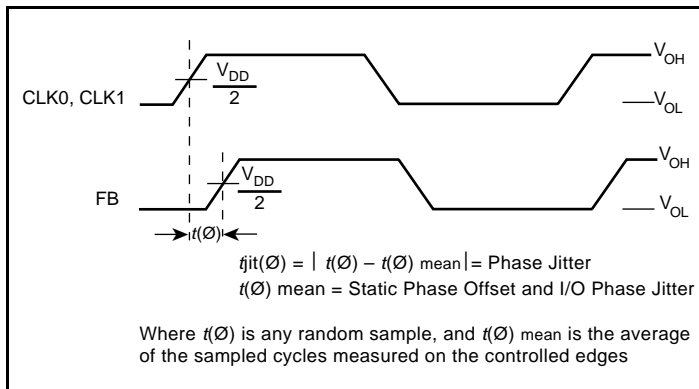 V_OH
CLK0, CLK1
V_DD
2
V_OL
V_OH
FB
V_DD
2
V_OL
t(Ø)
tjit(Ø) = | t(Ø) – t(Ø) mean| = Phase Jitter
t(Ø) mean = Static Phase Offset and I/O Phase Jitter
Where t(Ø) is any random sample, and t(Ø) mean is the average
of the sampled cycles measured on the controlled edges